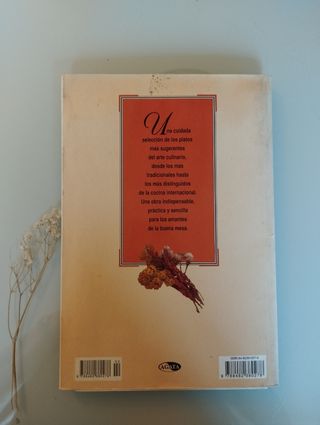 Una cuidada
selección de los platos
más sugerentes
del arte culinario,
desde los más
tradicionales hasta
los más distinguidos
de la cocina internacional.
Una obra indispensable,
práctica y sencilla
para los amantes
de la buena mesa
AGATA